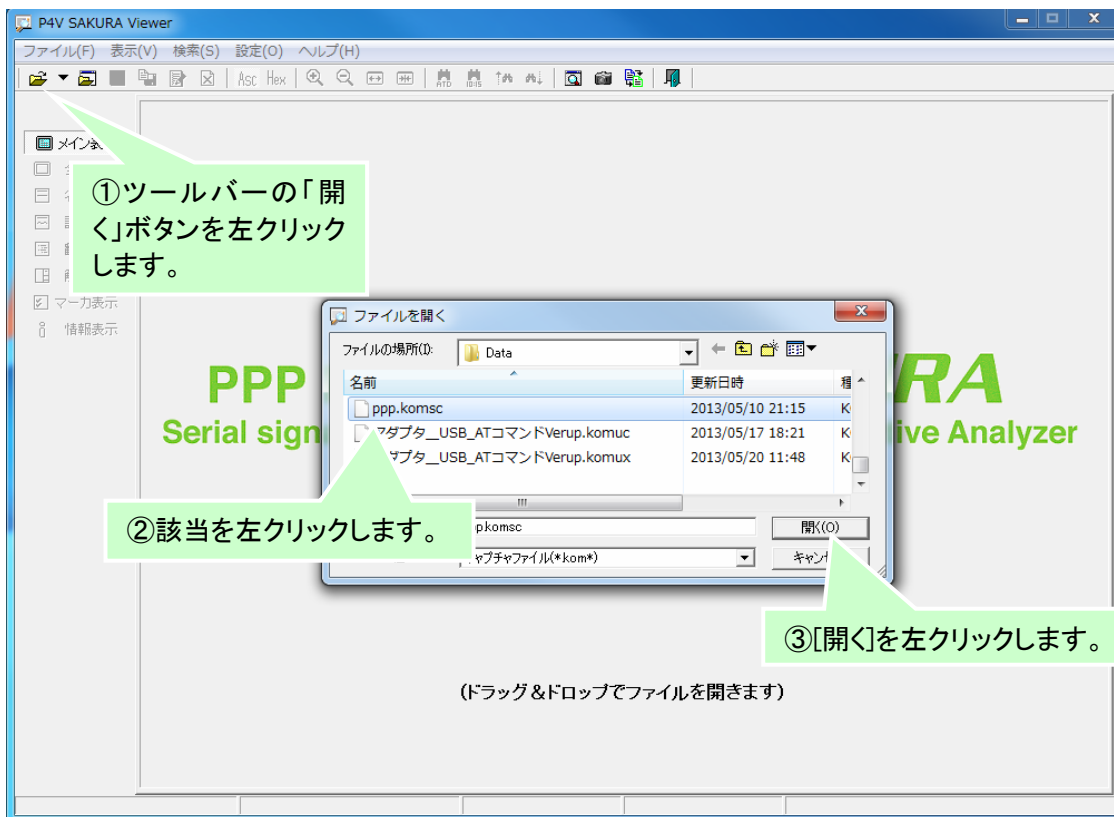 P4V SAKURA Viewer
ファイル(F) 表示(V) 検索(S) 設定(O) ヘルプ(H)
Asc Hex
メイン表
①ツールバーの「開
く」ボタンを左クリック
します。
マーカ表示
情報表示
ファイルを開く
ファイルの場所(I):
Data
名前
更新日時
種
ppp.komsc
2013/05/10 21:15
アダプタ__USB_ATコマンドVerup.komuc
2013/05/17 18:21
ダプタ__USB_ATコマンドVerup.komux
2013/05/20 11:48
②該当を左クリックします。
p.komsc
開く(O)
ャプチャファイル(*kom*)
キャン
③[開く]を左クリックします。
PPP
RA
Serial sign
ive Analyzer
(ドラッグ&ドロップでファイルを開きます)